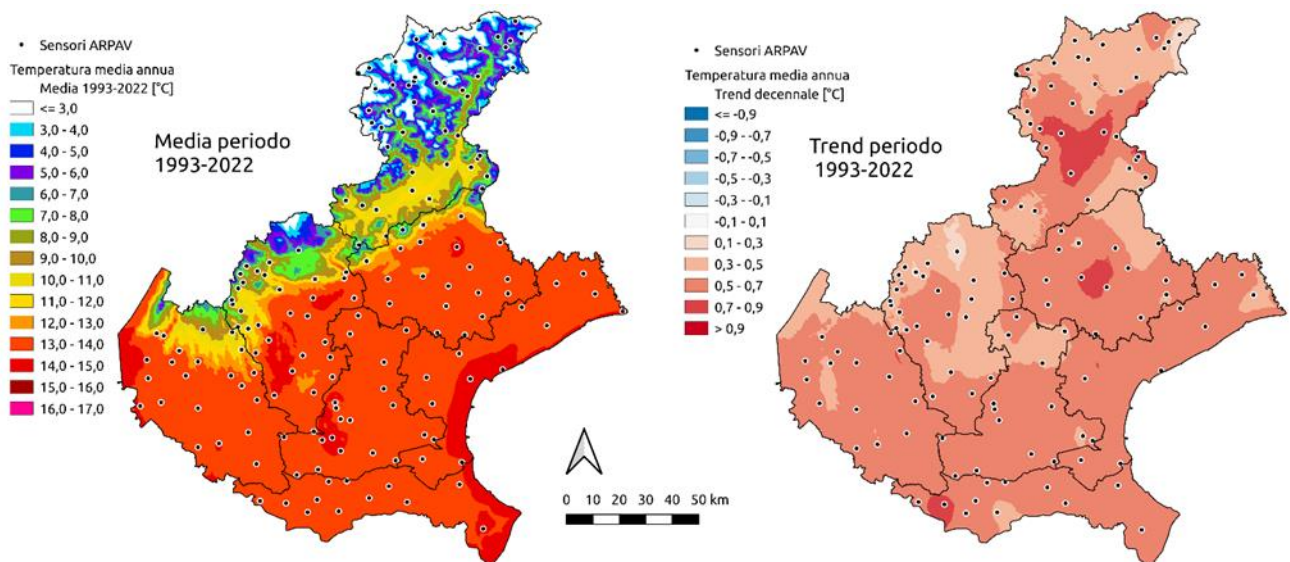 Sensori ARPAV
Temperatura media annua
Media 1993-2022 [°C]
<= 3,0
3,0 - 4,0
4,0 - 5,0
5,0 - 6,0
6,0 - 7,0
7,0 - 8,0
8,0 - 9,0
9,0 - 10,0
10,0 - 11,0
11,0 - 12,0
12,0 - 13,0
13,0 - 14,0
14,0 - 15,0
15,0 - 16,0
16,0 - 17,0
Media periodo
1993-2022
0 10 20 30 40 50 km
Sensori ARPAV
Temperatura media annua
Trend decennale [°C]
<= -0,9
-0,9 - -0,7
-0,7 - -0,5
-0,5 - -0,3
-0,3 - -0,1
-0,1 - 0,1
0,1 - 0,3
0,3 - 0,5
0,5 - 0,7
0,7 - 0,9
> 0,9
Trend periodo
1993-2022